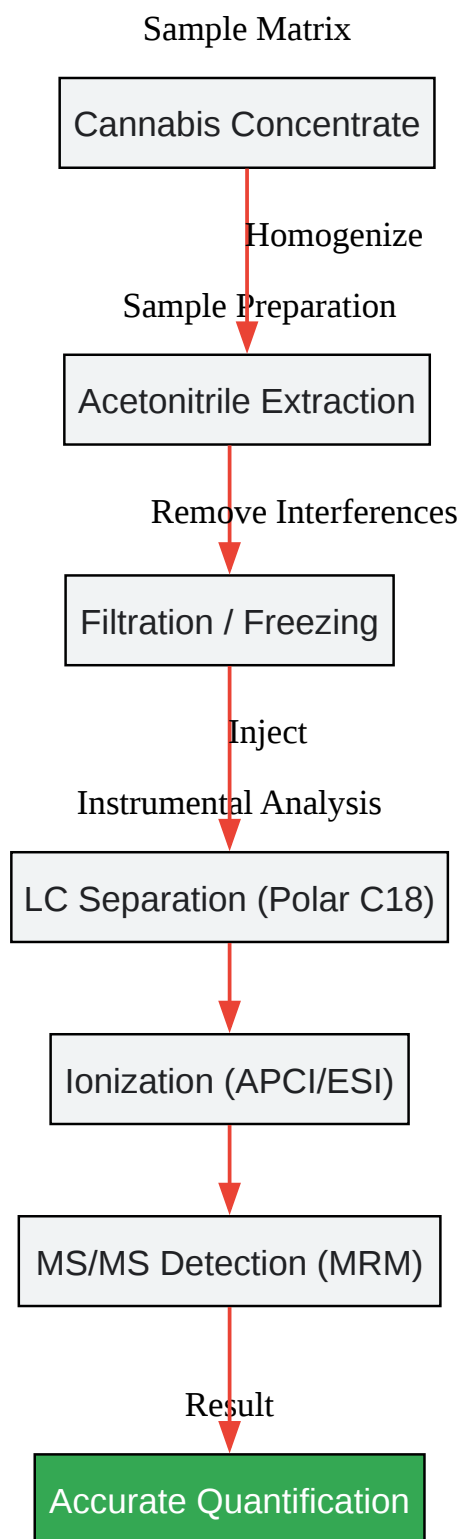 Sample Matrix
Cannabis Concentrate
Homogenize
Sample Preparation
Acetonitrile Extraction
Remove Interferences
Filtration / Freezing
Inject
Instrumental Analysis
LC Separation (Polar C18)
Ionization (APCI/ESI)
MS/MS Detection (MRM)
Result
Accurate Quantification